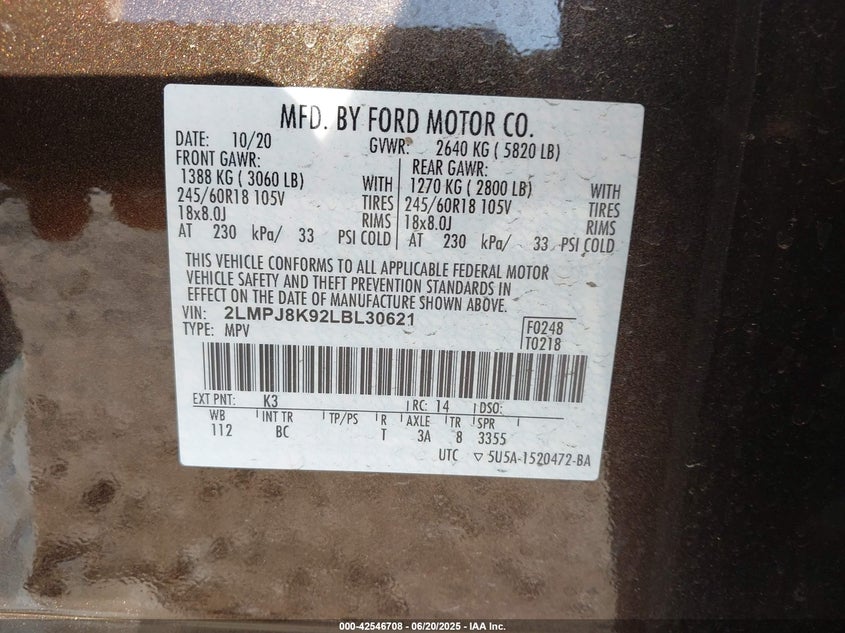 MFD. BY FORD MOTOR CO.
DATE: 10/20 GVWR: 2640 KG ( 5820 LB)
FRONT GAWR: REAR GAWR:
1388 KG ( 3060 LB) WITH 1270 KG ( 2800 LB) WITH
245/60R18 105V TIRES 245/60R18 105V TIRES
18x8.0J RIMS 18x8.0J RIMS
AT 230 kPa/ 33 PSI COLD AT 230 kPa/ 33 PSI COLD
THIS VEHICLE CONFORMS TO ALL APPLICABLE FEDERAL MOTOR
VEHICLE SAFETY AND THEFT PREVENTION STANDARDS IN
EFFECT ON THE DATE OF MANUFACTURE SHOWN ABOVE.
VIN: 2LMPJ8K92LBL30621 F0248
TYPE: MPV T0218
EXT PNT: K3 RC: 14 DSO:
WB INT TR TP/PS R AXLE TR SPR
112 BC T 3A 8 3355
UTC ▽ 5U5A-1520472-BA
000-42546708 - 06/20/2025 - IAA Inc.